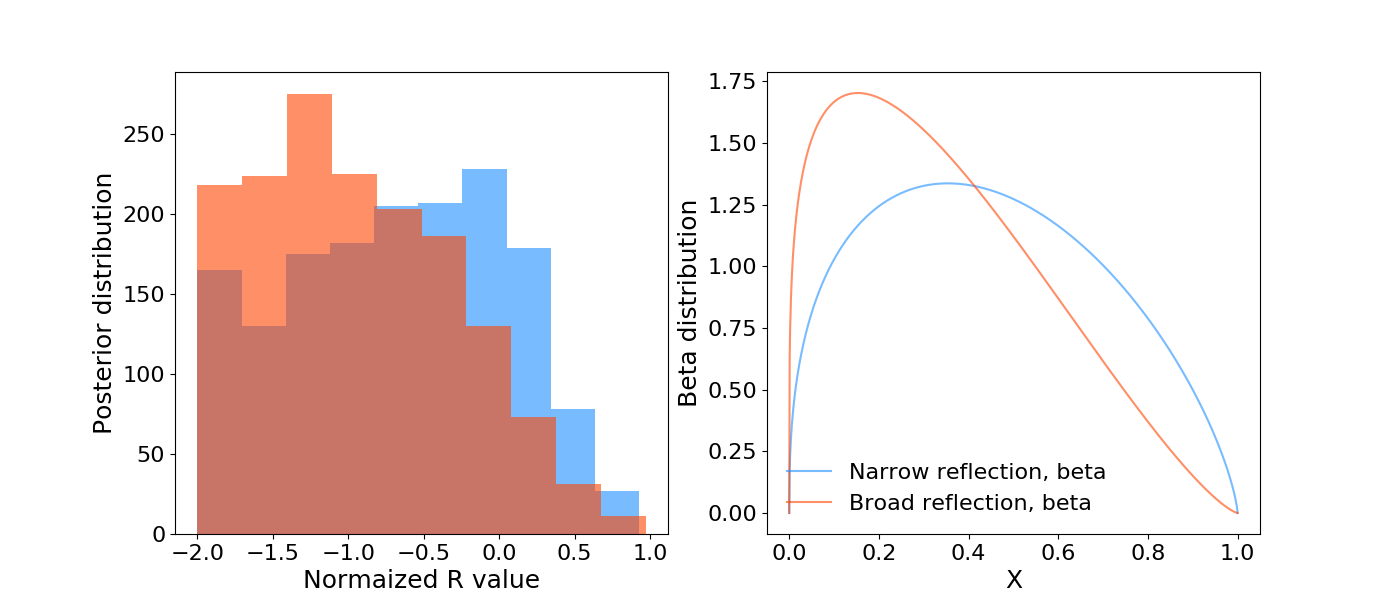 Posterior distribution
250
200
150
100
50
0
−2.0 −1.5 −1.0 −0.5 0.0 0.5 1.0
Normaized R value
Beta distribution
1.75
1.50
1.25
1.00
0.75
0.50
0.25
0.00
Narrow reflection, beta
Broad reflection, beta
0.0 0.2 0.4 0.6 0.8 1.0
X